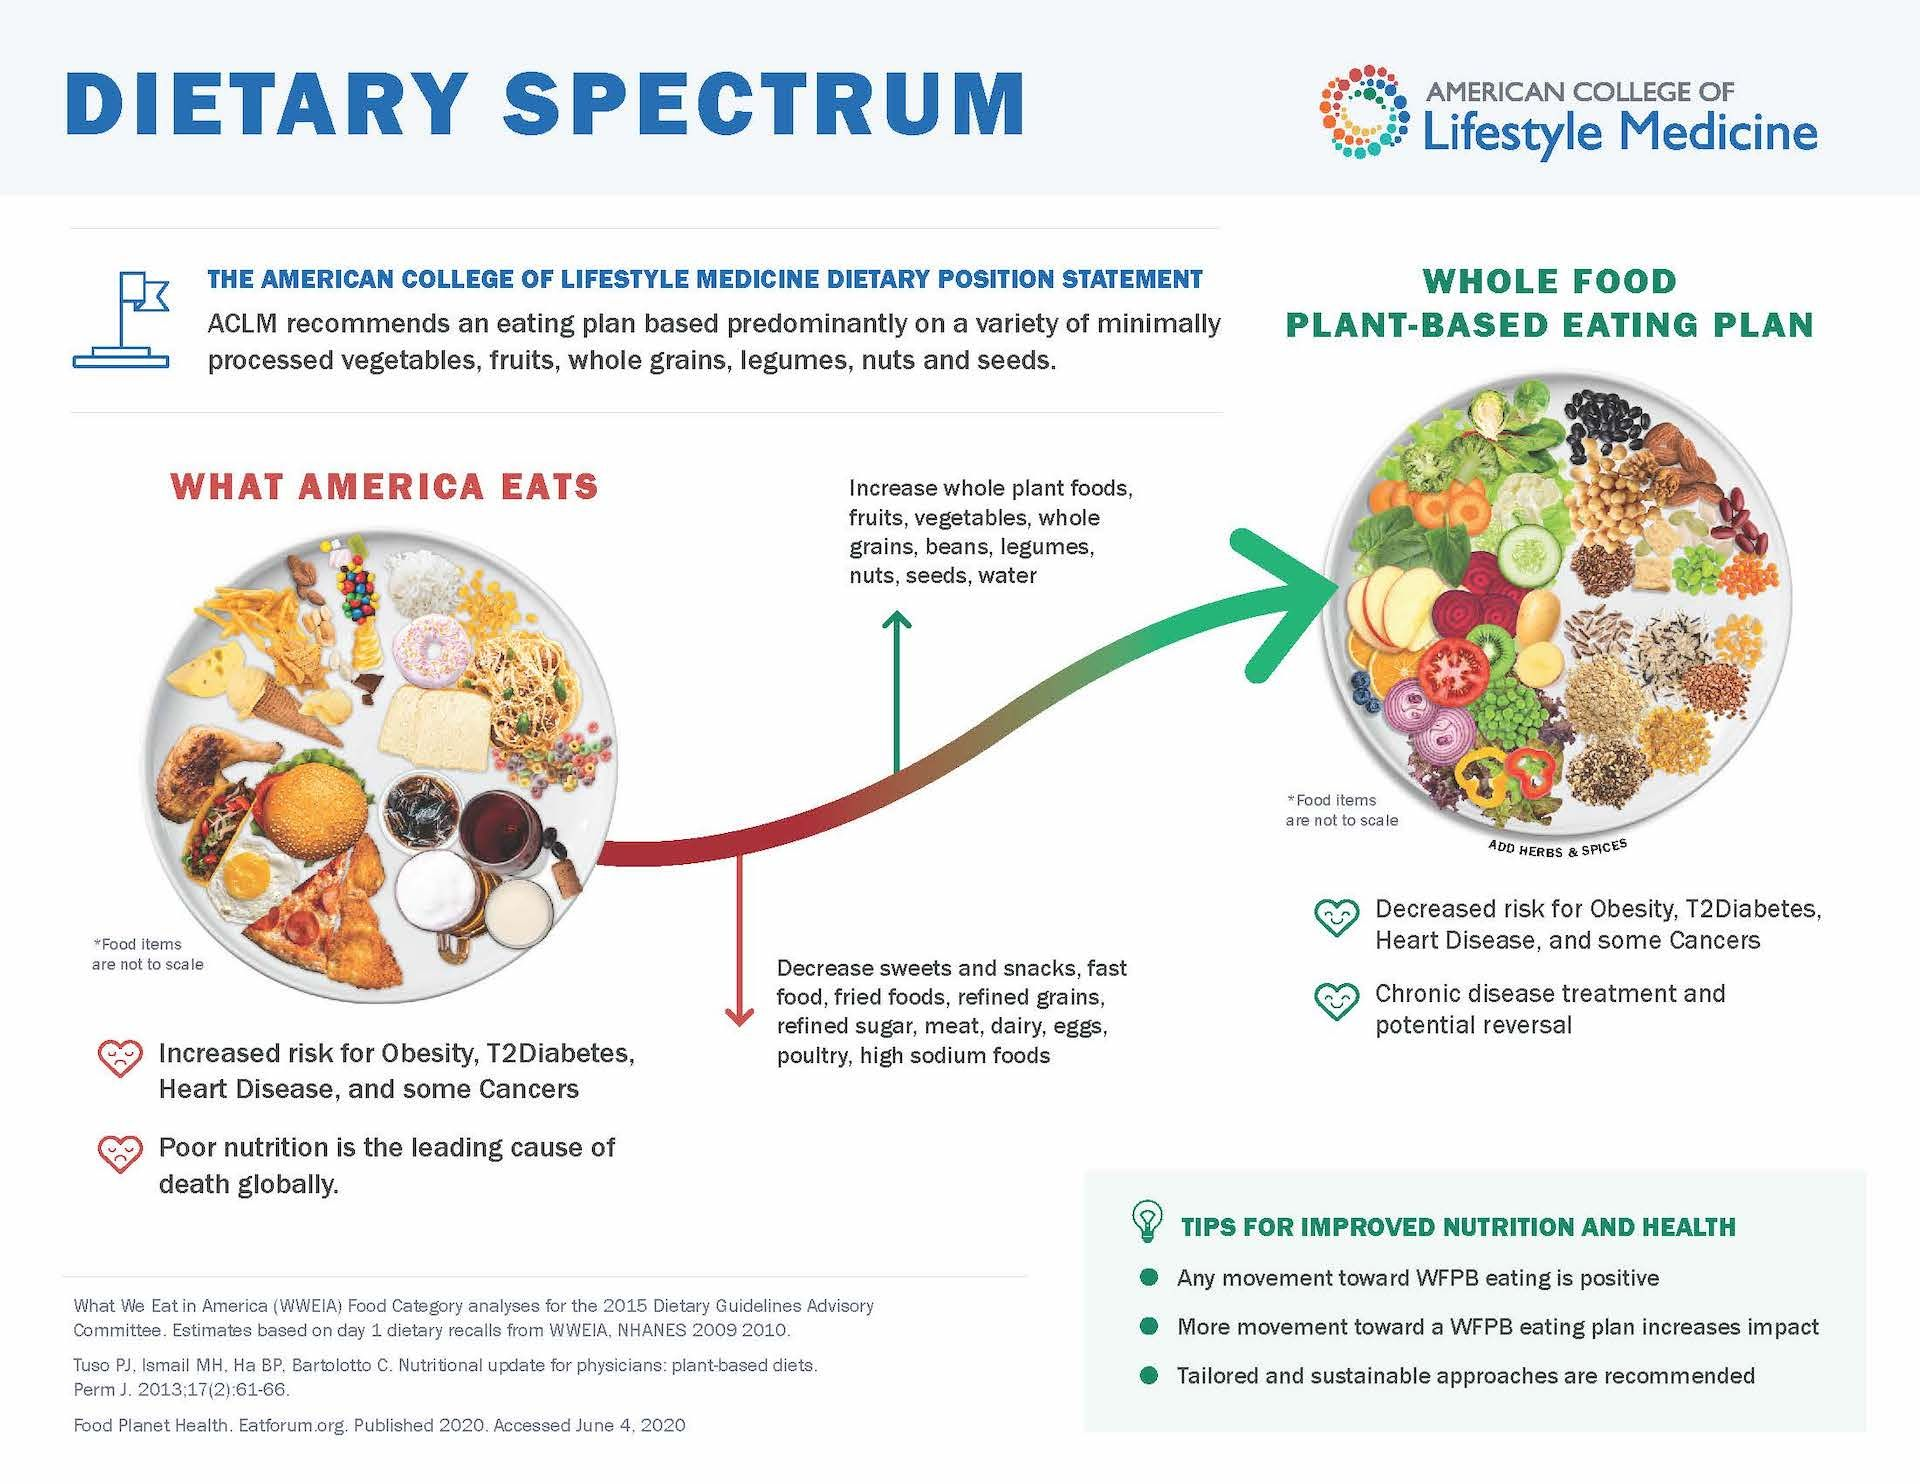 DIETARY SPECTRUM
AMERICAN COLLEGE OF
Lifestyle Medicine
THE AMERICAN COLLEGE OF LIFESTYLE MEDICINE DIETARY POSITION STATEMENT
ACLM recommends an eating plan based predominantly on a variety of minimally
processed vegetables, fruits, whole grains, legumes, nuts and seeds.
WHAT AMERICA EATS
*Food items
are not to scale
Increased risk for Obesity, T2Diabetes,
Heart Disease, and some Cancers
Poor nutrition is the leading cause of
death globally.
Increase whole plant foods,
fruits, vegetables, whole
grains, beans, legumes,
nuts, seeds, water
Decrease sweets and snacks, fast
food, fried foods, refined grains,
refined sugar, meat, dairy, eggs,
poultry, high sodium foods
WHOLE FOOD
PLANT-BASED EATING PLAN
*Food items
are not to scale
ADD HERBS & SPICES
Decreased risk for Obesity, T2Diabetes,
Heart Disease, and some Cancers
Chronic disease treatment and
potential reversal
TIPS FOR IMPROVED NUTRITION AND HEALTH
Any movement toward WFPB eating is positive
More movement toward a WFPB eating plan increases impact
Tailored and sustainable approaches are recommended
What We Eat in America (WWEIA) Food Category analyses for the 2015 Dietary Guidelines Advisory
Committee. Estimates based on day 1 dietary recalls from WWEIA, NHANES 2009 2010.
Tuso PJ, Ismail MH, Ha BP, Bartolotto C. Nutritional update for physicians: plant-based diets.
Perm J. 2013;17(2):61-66.
Food Planet Health. Eatforum.org. Published 2020. Accessed June 4, 2020